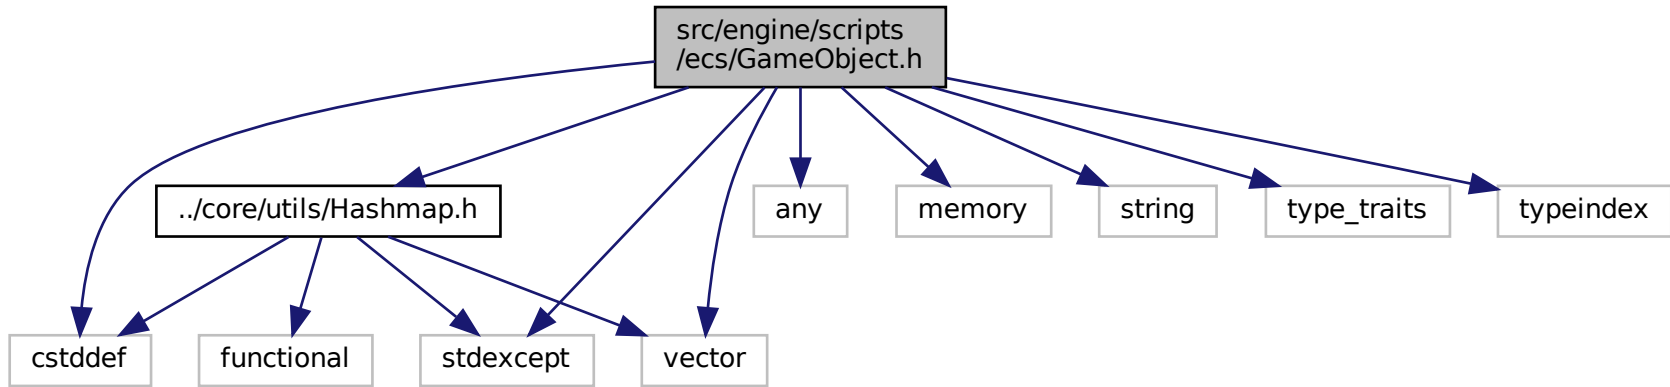 src/engine/scripts
/ecs/GameObject.h
../core/utils/Hashmap.h
any
memory
string
type_traits
typeindex
cstddef
functional
stdexcept
vector